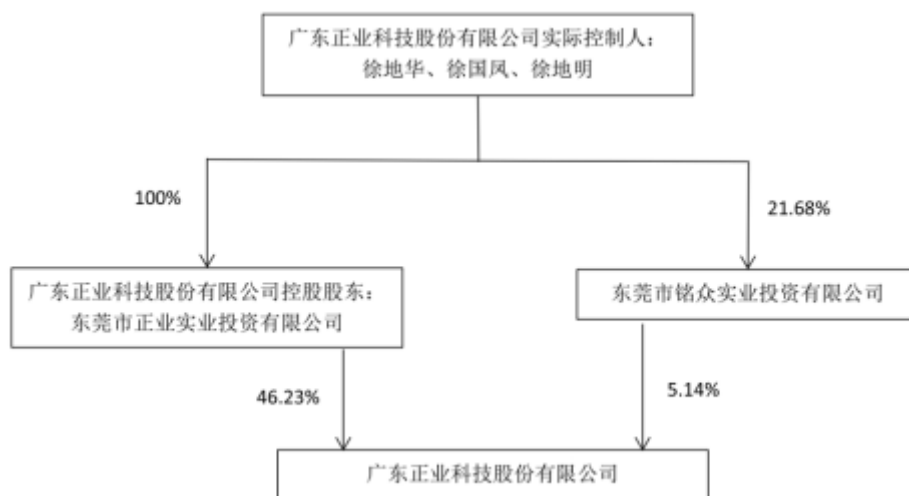 广东正业科技股份有限公司实际控制人：
徐地华、徐国凤、徐地明
100%
21.68%
广东正业科技股份有限公司控股股东：
东莞市正业实业投资有限公司
东莞市铭众实业投资有限公司
46.23%
5.14%
广东正业科技股份有限公司